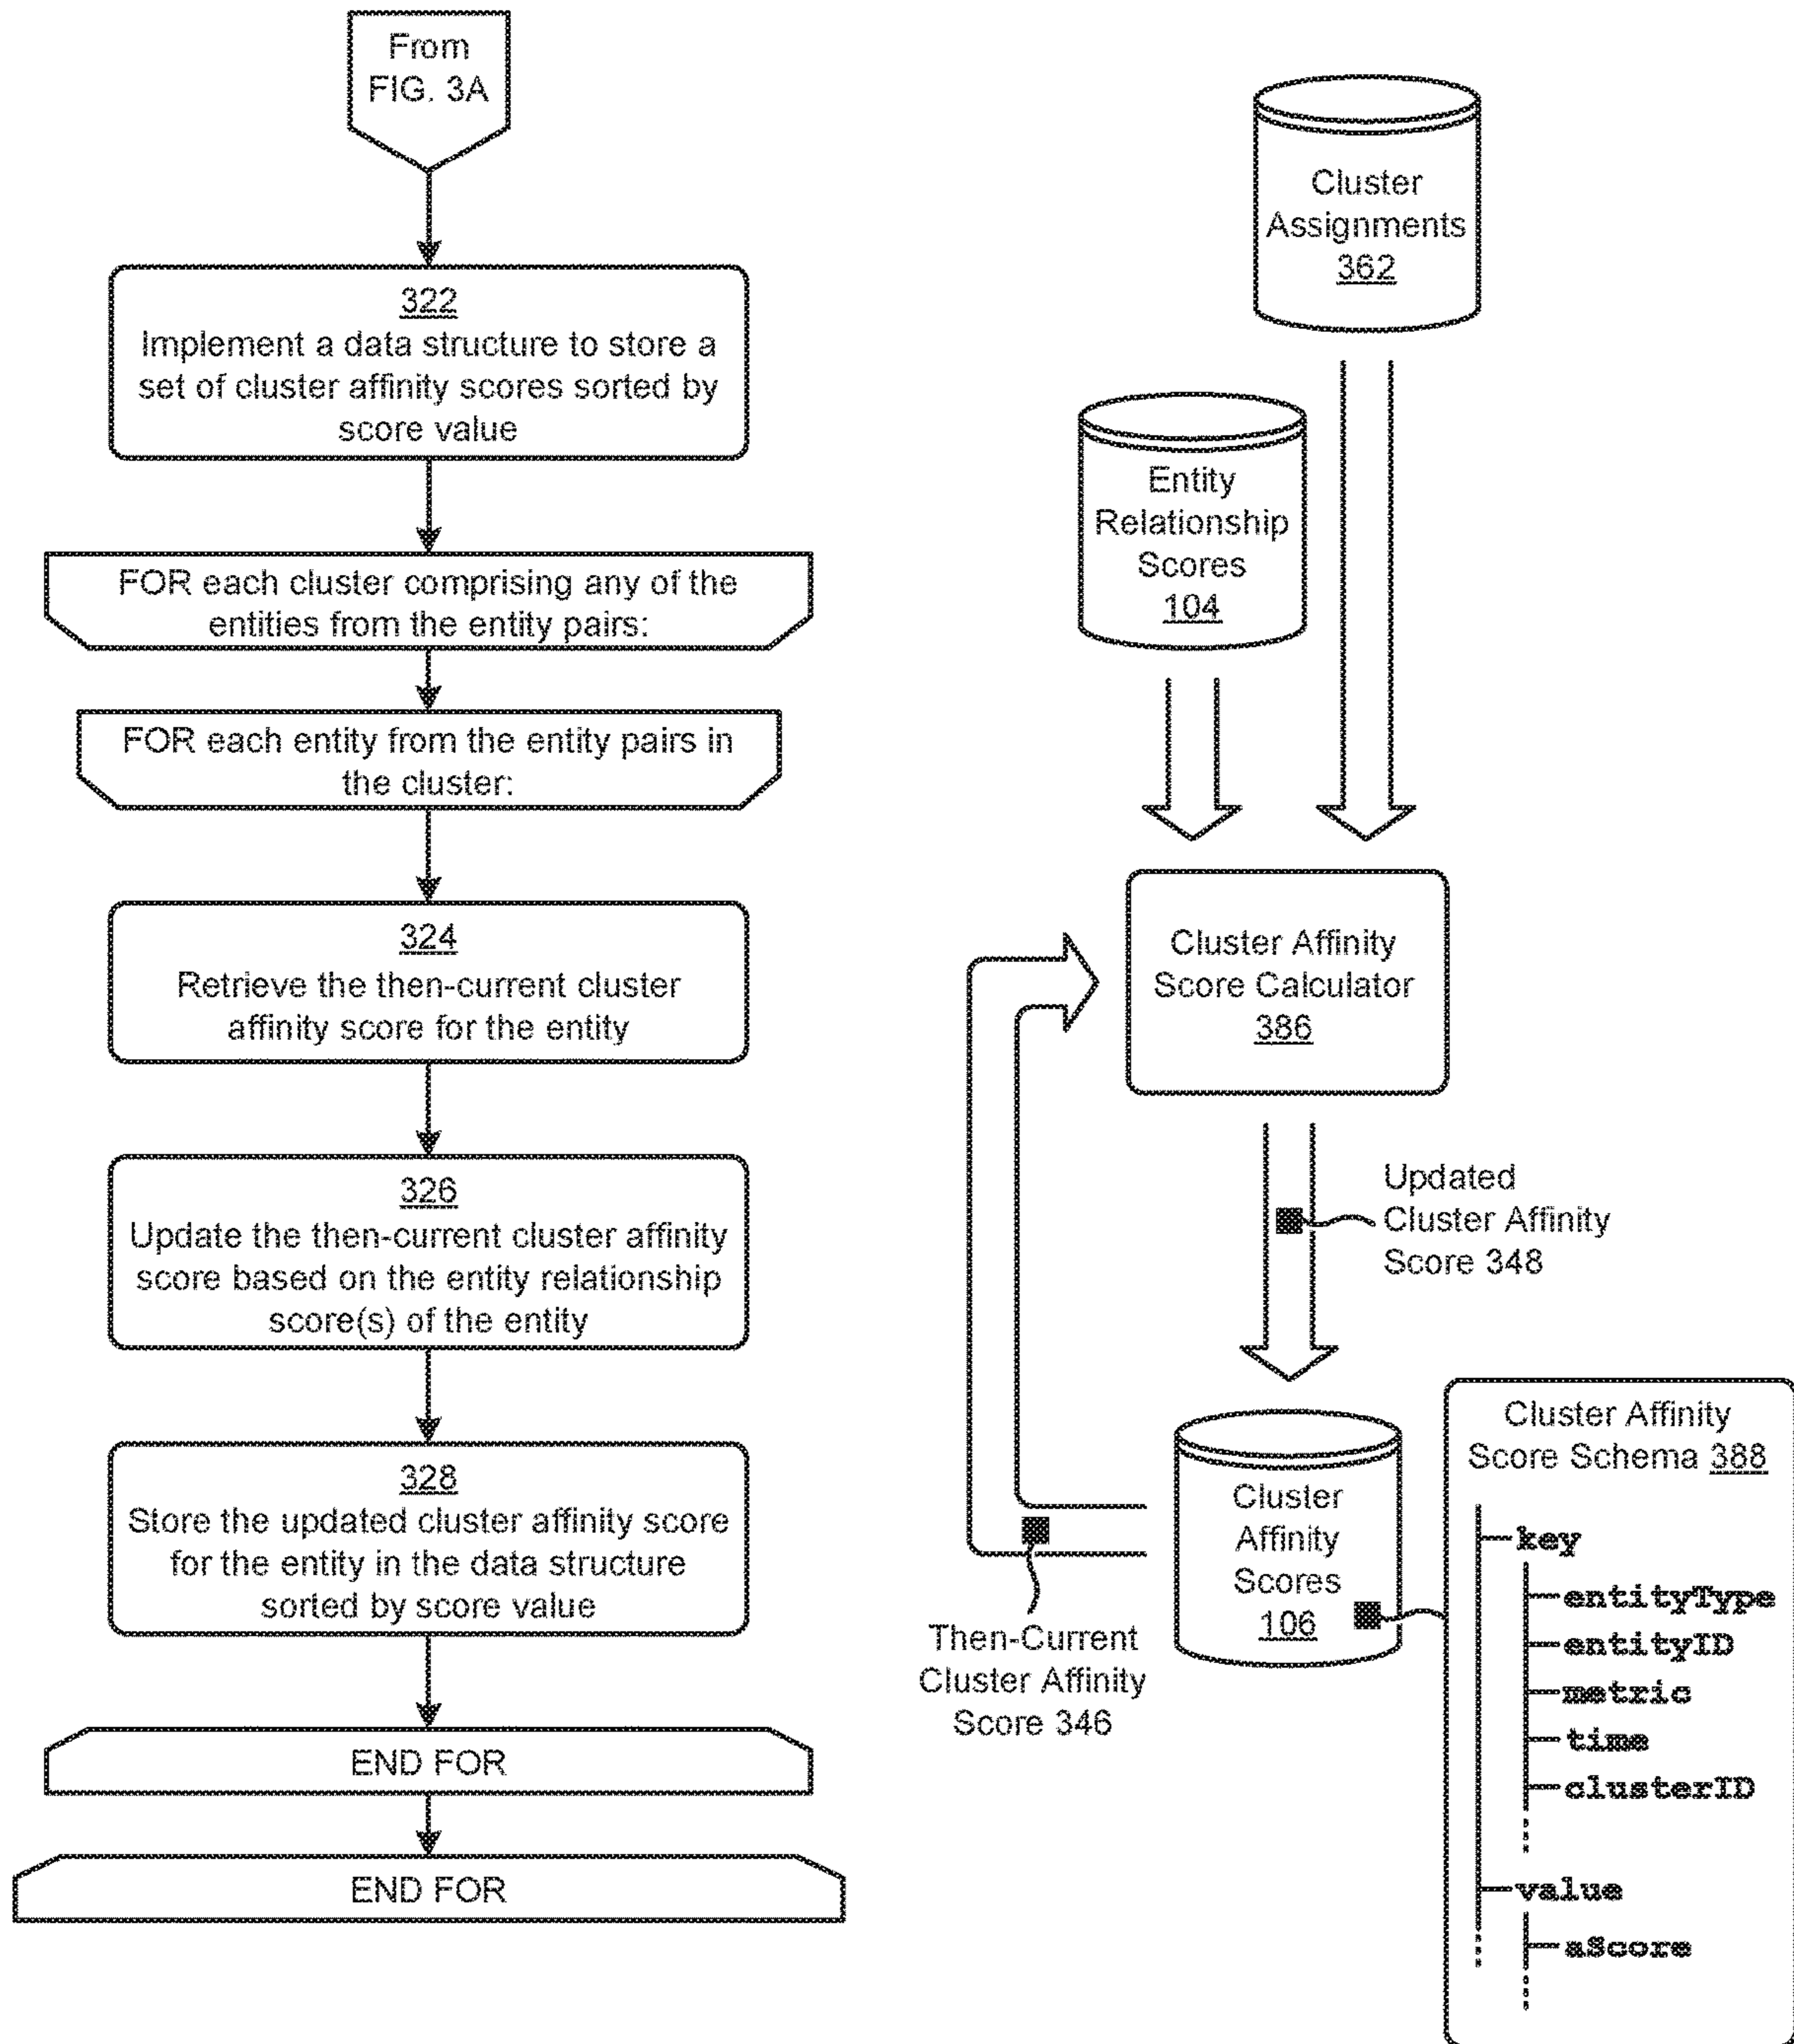 From
FIG. 3A
322
Implement a data structure to store a
set of cluster affinity scores sorted by
score value
FOR each cluster comprising any of the
entities from the entity pairs:
FOR each entity from the entity pairs in
the cluster:
324
Retrieve the then-current cluster
affinity score for the entity
326
Update the then-current cluster affinity
score based on the entity relationship
score(s) of the entity
328
Store the updated cluster affinity score
for the entity in the data structure
sorted by score value
END FOR
END FOR
Cluster
Assignments
362
Entity
Relationship
Scores
104
Cluster Affinity
Score Calculator
386
Updated
Cluster Affinity
Score 348
Cluster
Affinity
Scores
106
Then-Current
Cluster Affinity
Score 346
Cluster Affinity
Score Schema 388
key
entityType
entityID
metric
time
clusterID
value
aScore